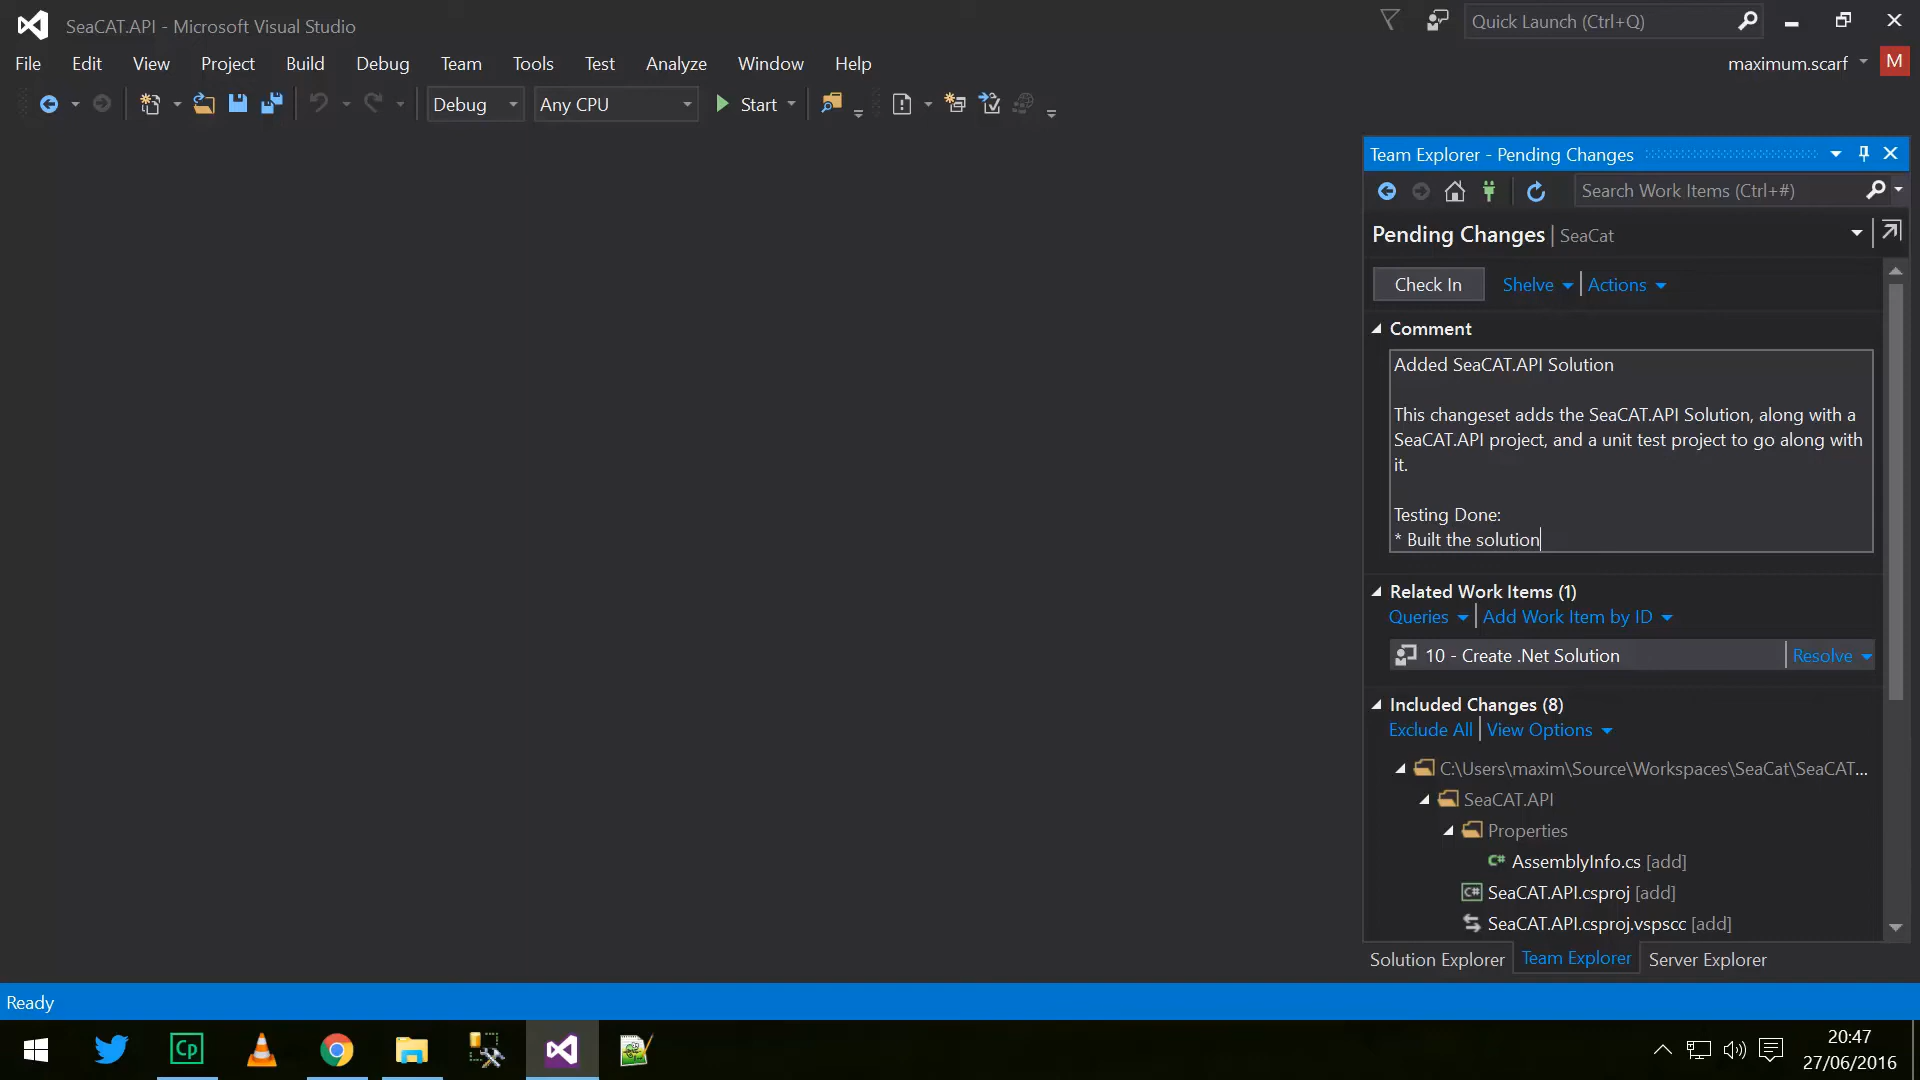 SeaCAT.API - Microsoft Visual Studio
Quick Launch (Ctrl+Q)
File Edit View Project Build Debug Team Tools Test Analyze Window Help
maximum.scarf M
Debug Any CPU Start
Team Explorer - Pending Changes
Search Work Items (Ctrl+#)
Pending Changes | SeaCat
Check In Shelve Actions
Comment
Added SeaCAT.API Solution
This changeset adds the SeaCAT.API Solution, along with a
SeaCAT.API project, and a unit test project to go along with
it.
Testing Done:
* Built the solution
Related Work Items (1)
Queries Add Work Item by ID
10 - Create .Net Solution Resolve
Included Changes (8)
Exclude All View Options
C:\Users\maxim\Source\Workspaces\SeaCat\SeaCAT...
SeaCAT.API
Properties
C# AssemblyInfo.cs [add]
C# SeaCAT.API.csproj [add]
SeaCAT.API.csproj.vspscc [add]
Solution Explorer Team Explorer Server Explorer
Ready
Cp
20:47
27/06/2016